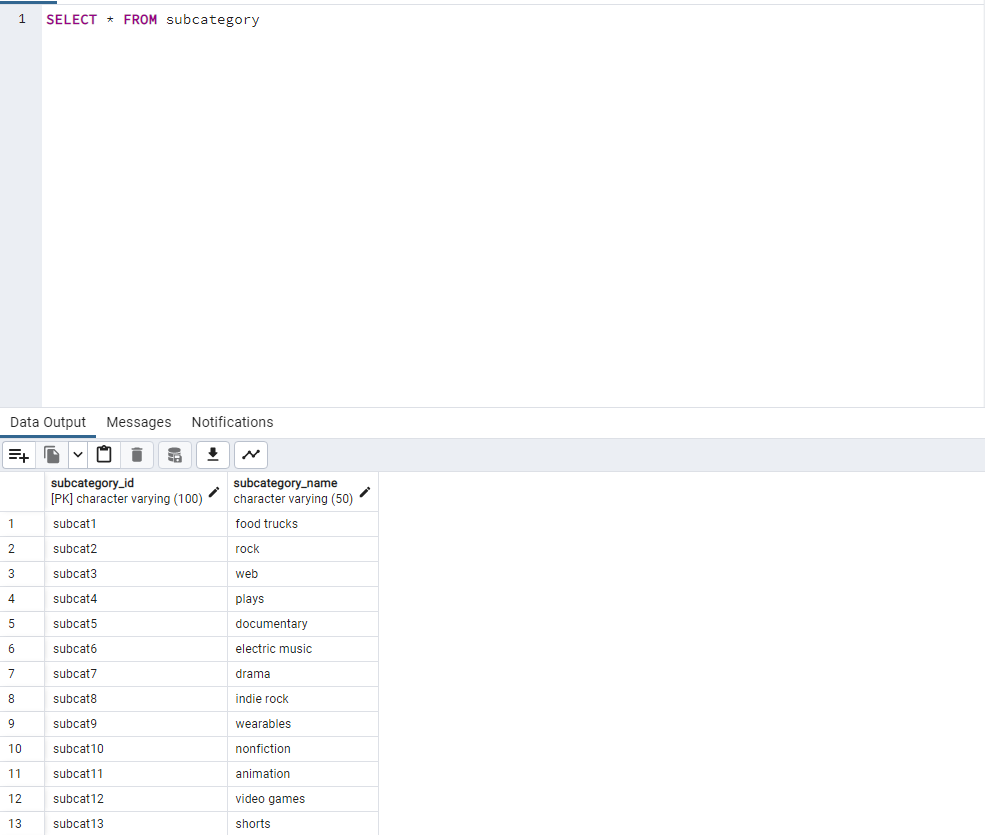 1 SELECT * FROM subcategory
Data Output Messages Notifications
subcategory_id subcategory_name
[PK] character varying (100) character varying (50)
1 subcat1 food trucks
2 subcat2 rock
3 subcat3 web
4 subcat4 plays
5 subcat5 documentary
6 subcat6 electric music
7 subcat7 drama
8 subcat8 indie rock
9 subcat9 wearables
10 subcat10 nonfiction
11 subcat11 animation
12 subcat12 video games
13 subcat13 shorts